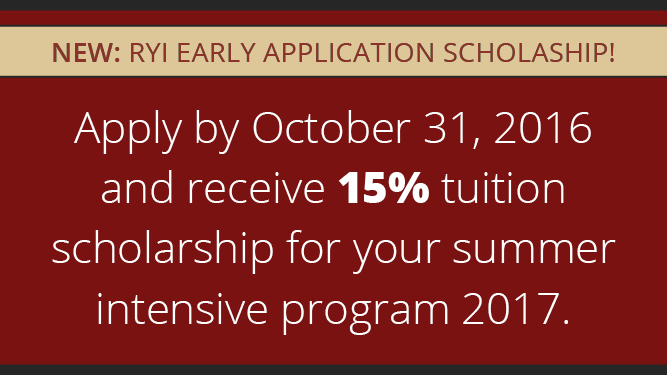 NEW: RYI EARLY APPLICATION SCHOLASHIP!
Apply by October 31, 2016
and receive 15% tuition
scholarship for your summer
intensive program 2017.